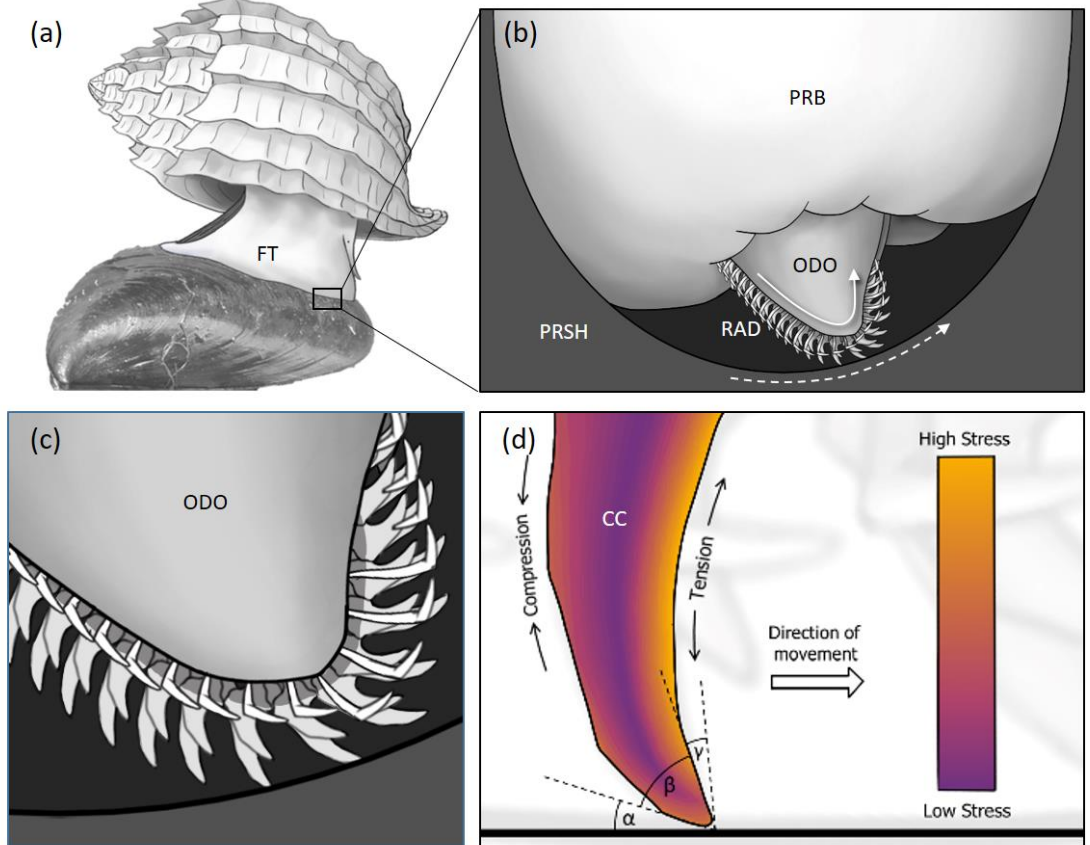 (a)
FT
(b)
PRB
ODO
RAD
PRSH
(c)
ODO
(d)
High Stress
CC
Compression
Tension
Direction of
movement
γ
β
α
Low Stress